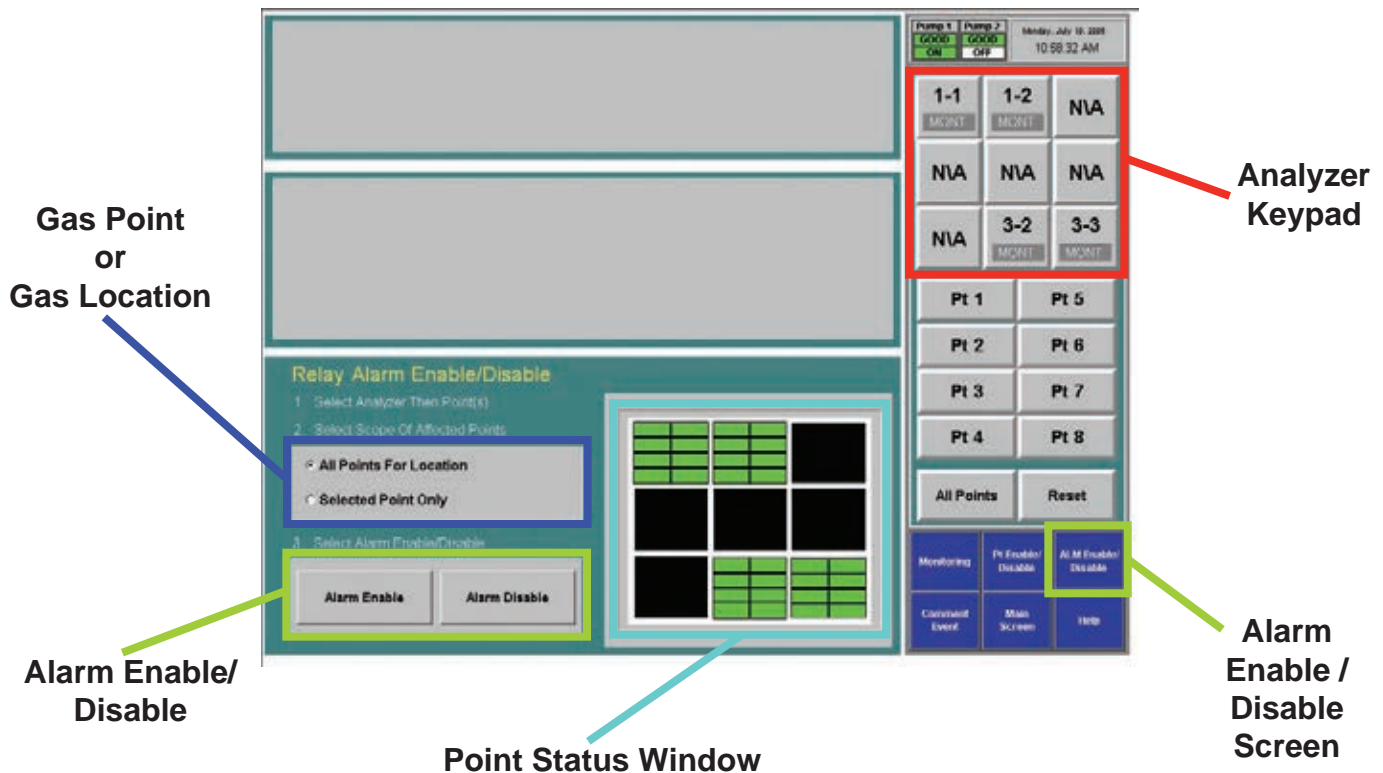 Pump 1 Pump 2
GOOD GOOD
ON OFF
Monday, July 18, 2005
10:58:32 AM
1-1 1-2 N\A
MONT MONT
N\A N\A N\A
N\A 3-2 3-3
MONT MONT
Analyzer
Keypad
Gas Point
or
Gas Location
Pt 1 Pt 5
Pt 2 Pt 6
Pt 3 Pt 7
Pt 4 Pt 8
All Points Reset
Relay Alarm Enable/Disable
1 Select Analyzer Then Point(s)
2 Select Scope Of Affected Points
All Points For Location
Selected Point Only
3 Select Alarm Enable/Disable
Alarm Enable Alarm Disable
Monitoring
Pt Enable/
Disable
ALM Enable/
Disable
Comment
Event
Main
Screen
Help
Alarm Enable/
Disable
Point Status Window
Alarm
Enable /
Disable
Screen